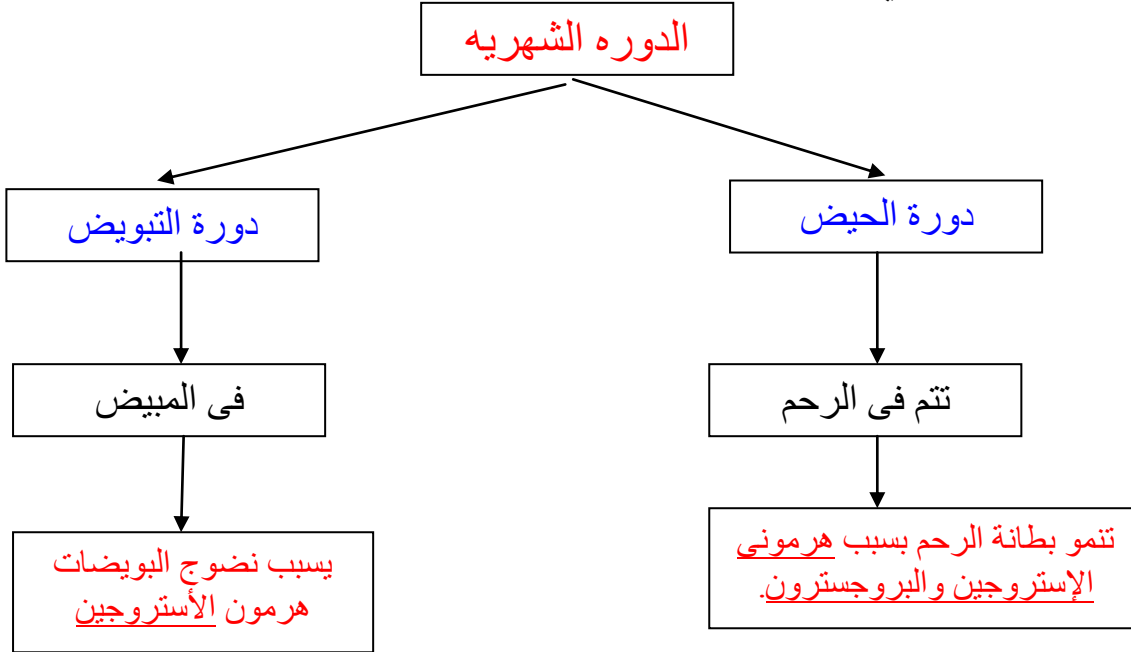 الدوره الشهريه
دورة الحيض
دورة التبويض
تتم فى الرحم
فى المبيض
تنمو بطانة الرحم بسبب هرمونى
الإستروجين والبروجسترون.
يسبب نضوج البويضات
هرمون الأستروجين